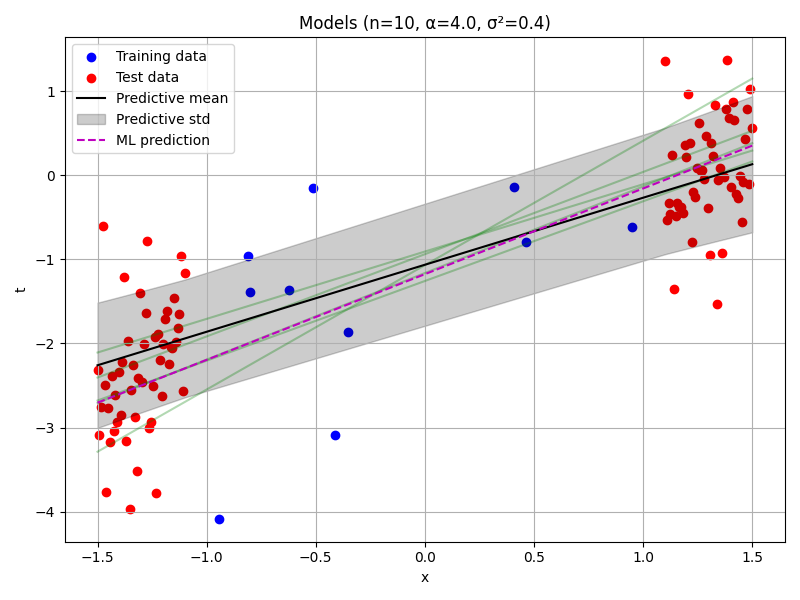 Models (n=10, α=4.0, σ²=0.4)
Training data
Test data
Predictive mean
Predictive std
ML prediction
t
1
0
−1
−2
−3
−4
−1.5
−1.0
−0.5
0.0
0.5
1.0
1.5
x